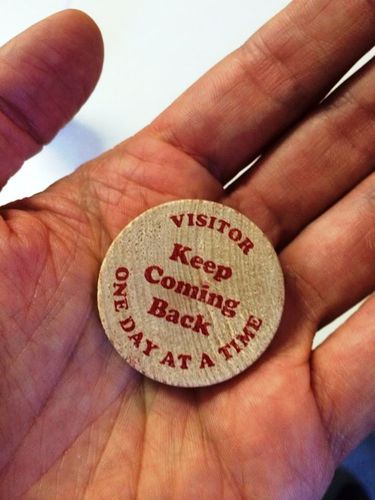 VISITOR
Keep
Coming
Back
ONE DAY AT A TIME